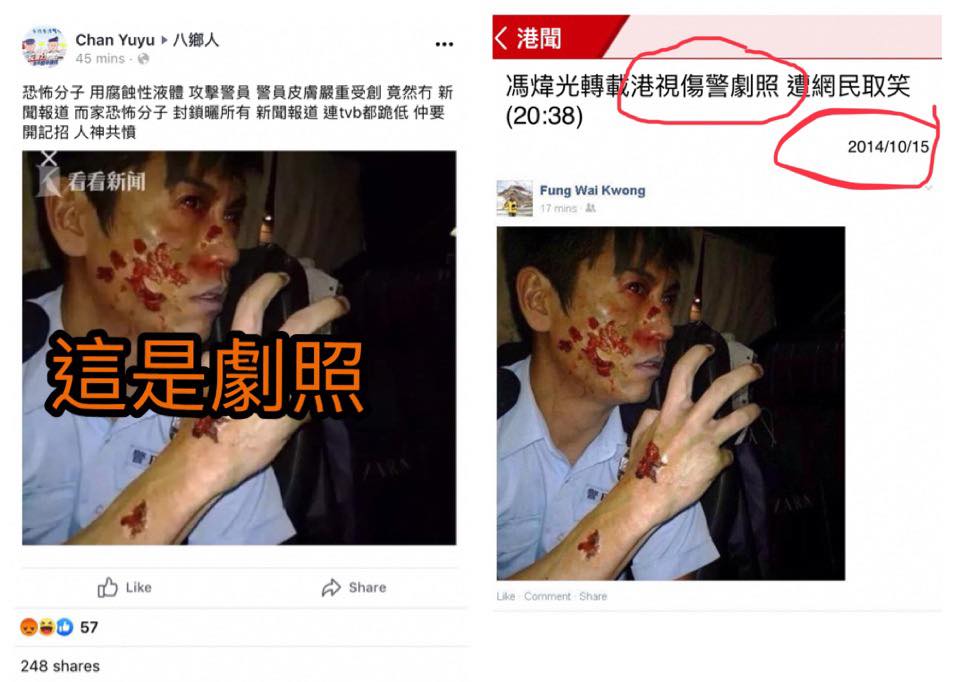 Chan Yuyu ▸ 八鄉人
45 mins ·
恐怖分子 用腐蝕性液體 攻擊警員 警員皮膚嚴重受創 竟然冇 新
聞報道 而家恐怖分子 封鎖曬所有 新聞報道 連tvb都跪低 仲要
開記招 人神共憤
看看新闻
這是劇照
警
ZARA
Like
Share
57
248 shares
港聞
馮煒光轉載港視傷警劇照 遭網民取笑
(20:38)
2014/10/15
Fung Wai Kwong
17 mins ·
警
ZARA
Like · Comment · Share